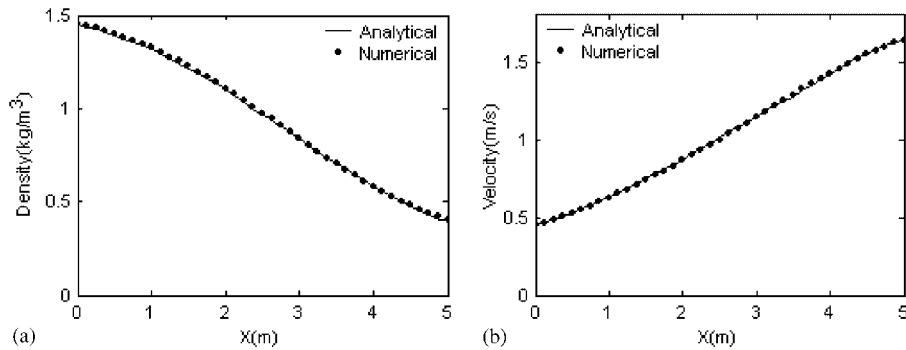 1.5
1
0.5
0
Density(kg/m³)
Analytical
Numerical
0 1 2 3 4 5
X(m)
(a)
1.5
1
0.5
0
Velocity(m/s)
Analytical
Numerical
0 1 2 3 4 5
X(m)
(b)